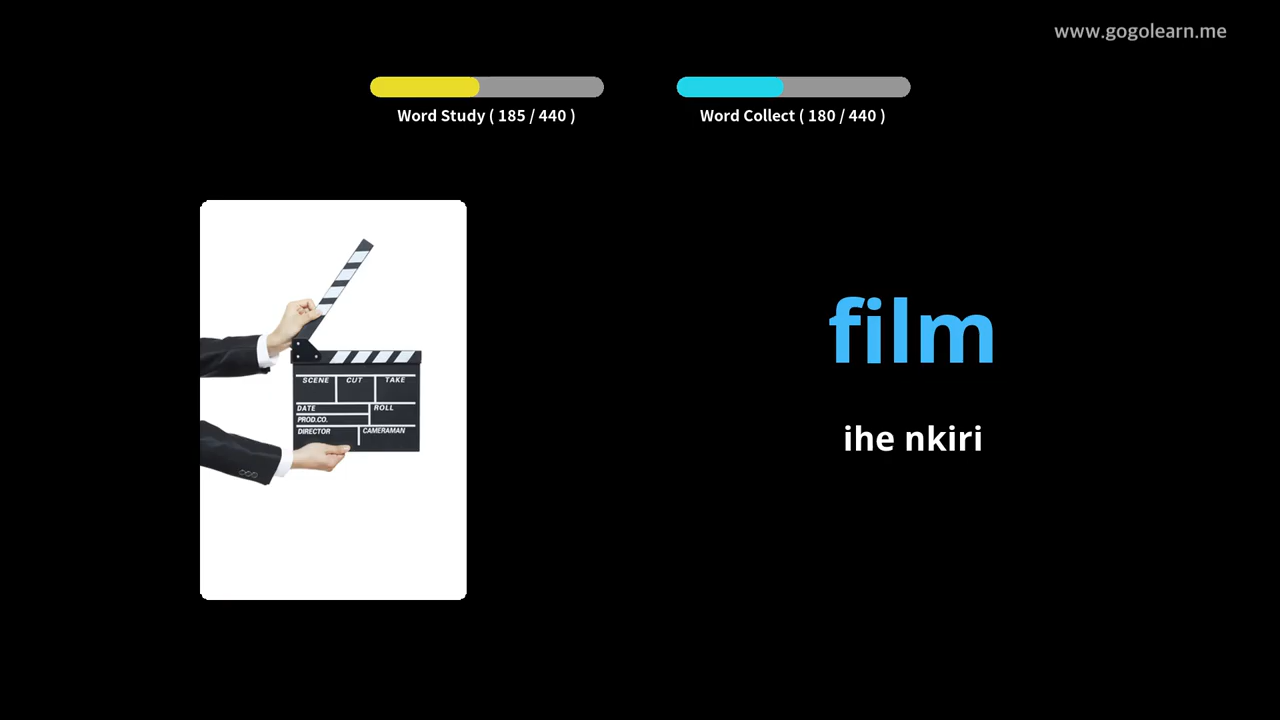 www.gogolearn.me
Word Study ( 185 / 440 )
Word Collect ( 180 / 440 )
SCENE CUT TAKE
DATE ROLL
PROD.CO.
DIRECTOR CAMERAMAN
film
ihe nkiri